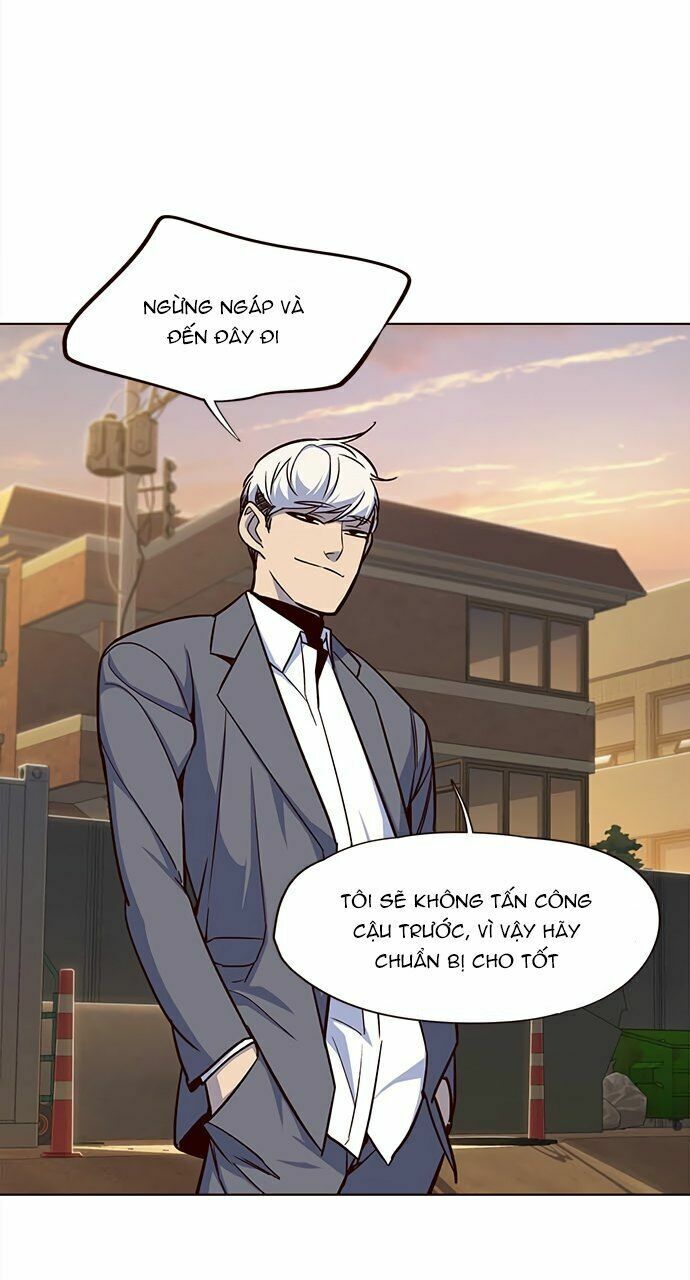 NGỪNG NGÁP VÀ
ĐẾN ĐÂY ĐI
TÔI SẼ KHÔNG TẤN CÔNG
CẬU TRƯỚC, VÌ VẬY HÃY
CHUẨN BỊ CHO TỐT